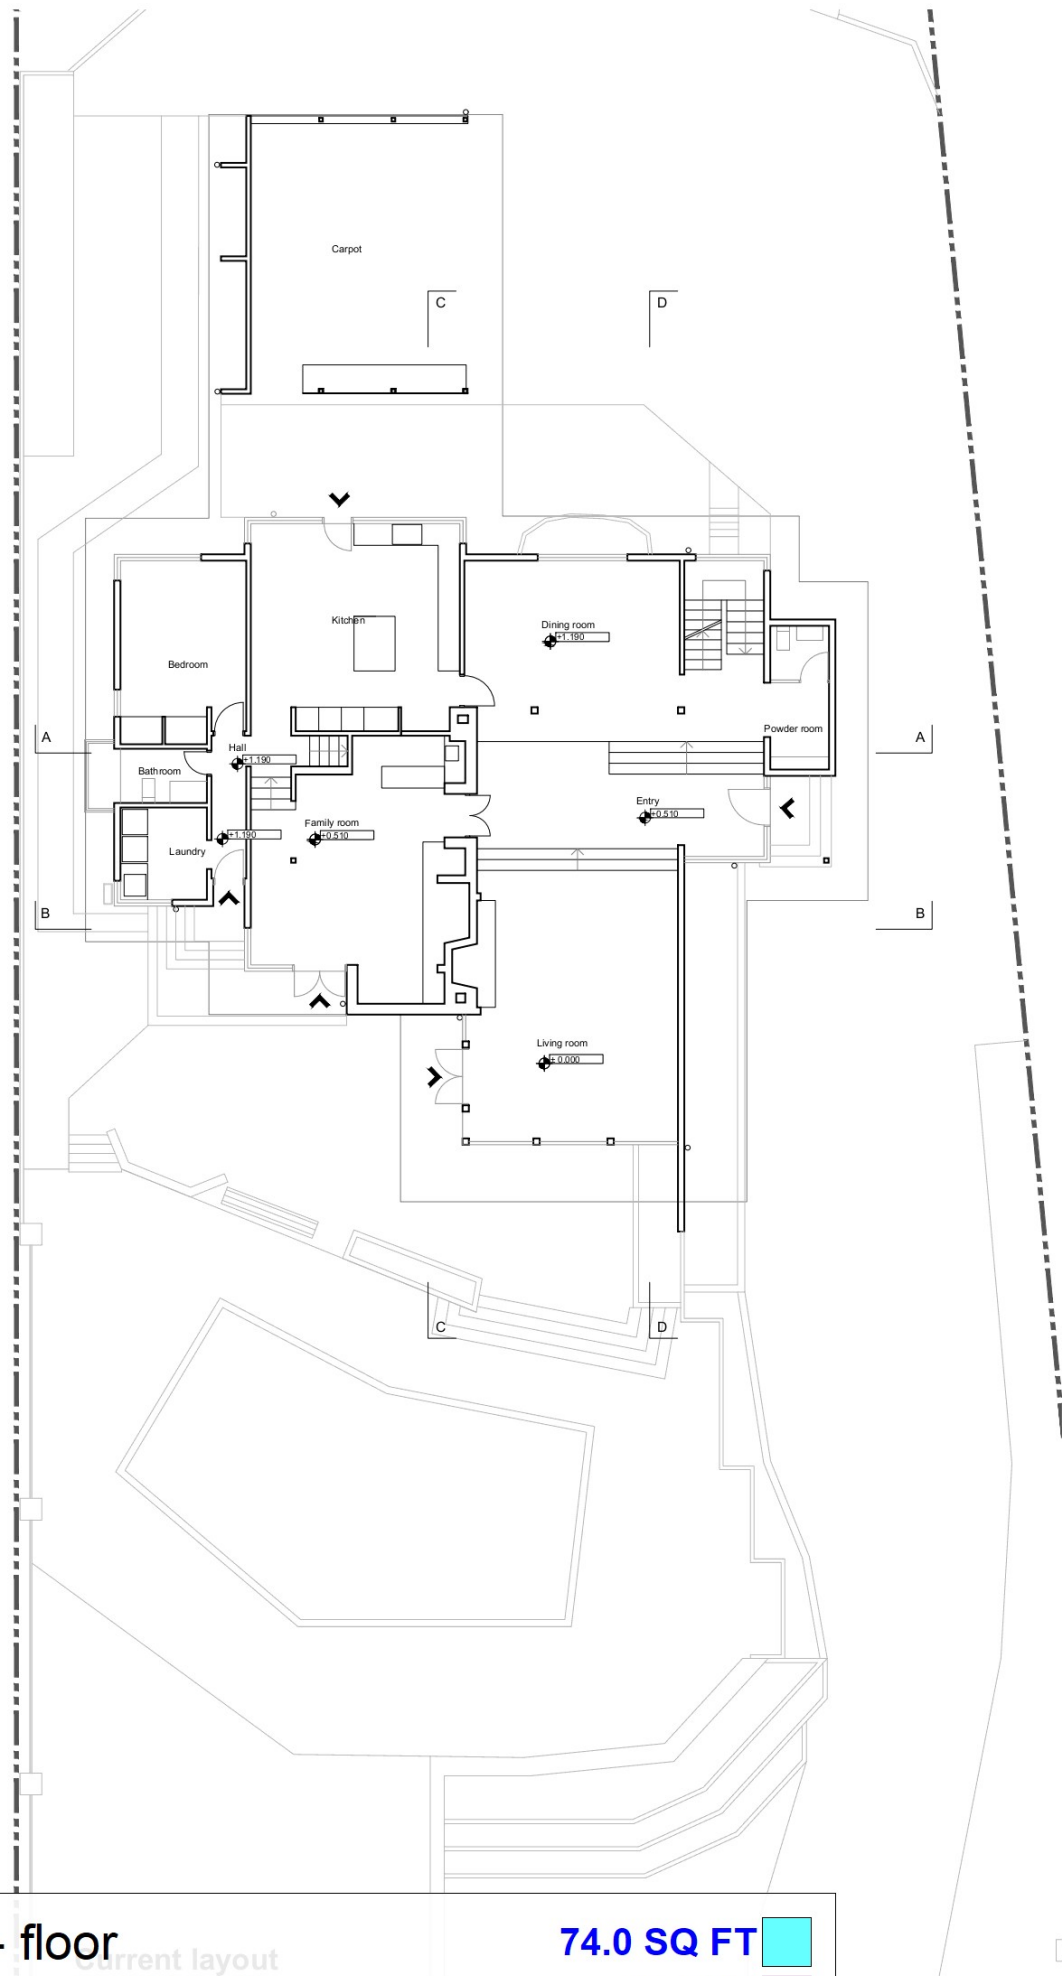 Carpot
C
D
Kitchen
Dining room
+1.190
Bedroom
Powder room
A
A
Hall
+1.190
Bathroom
Entry
+0.510
Family room
+0.510
+1.190
Laundry
B
B
Living room
± 0.000
C
D
- floor
74.0 SQ FT
Current layout